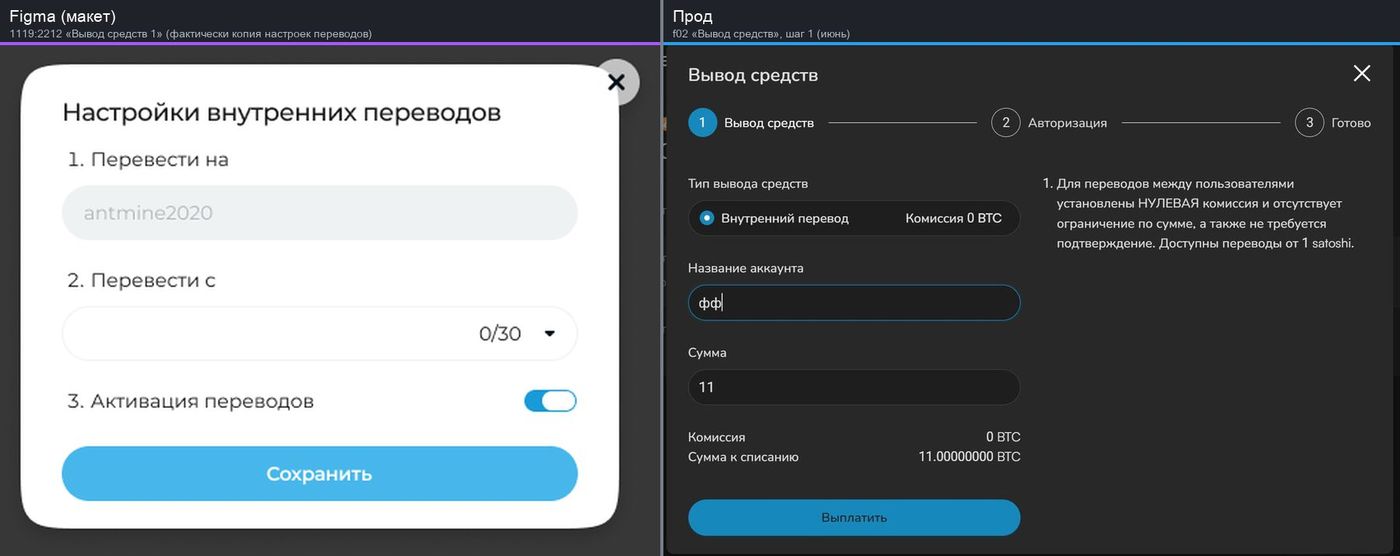 Figma (макет)
1119:2212 «Вывод средств 1» (фактически копия настроек переводов)
Настройки внутренних переводов
1. Перевести на
antmine2020
2. Перевести с
0/30
3. Активация переводов
Сохранить
Прод
f02 «Вывод средств», шаг 1 (июнь)
Вывод средств
1 Вывод средств
2 Авторизация
3 Готово
Тип вывода средств
Внутренний перевод Комиссия 0 BTC
Название аккаунта
фф
Сумма
11
Комиссия 0 BTC
Сумма к списанию 11.00000000 BTC
Выплатить
1. Для переводов между пользователями
установлены НУЛЕВАЯ комиссия и отсутствует
ограничение по сумме, а также не требуется
подтверждение. Доступны переводы от 1 satoshi.